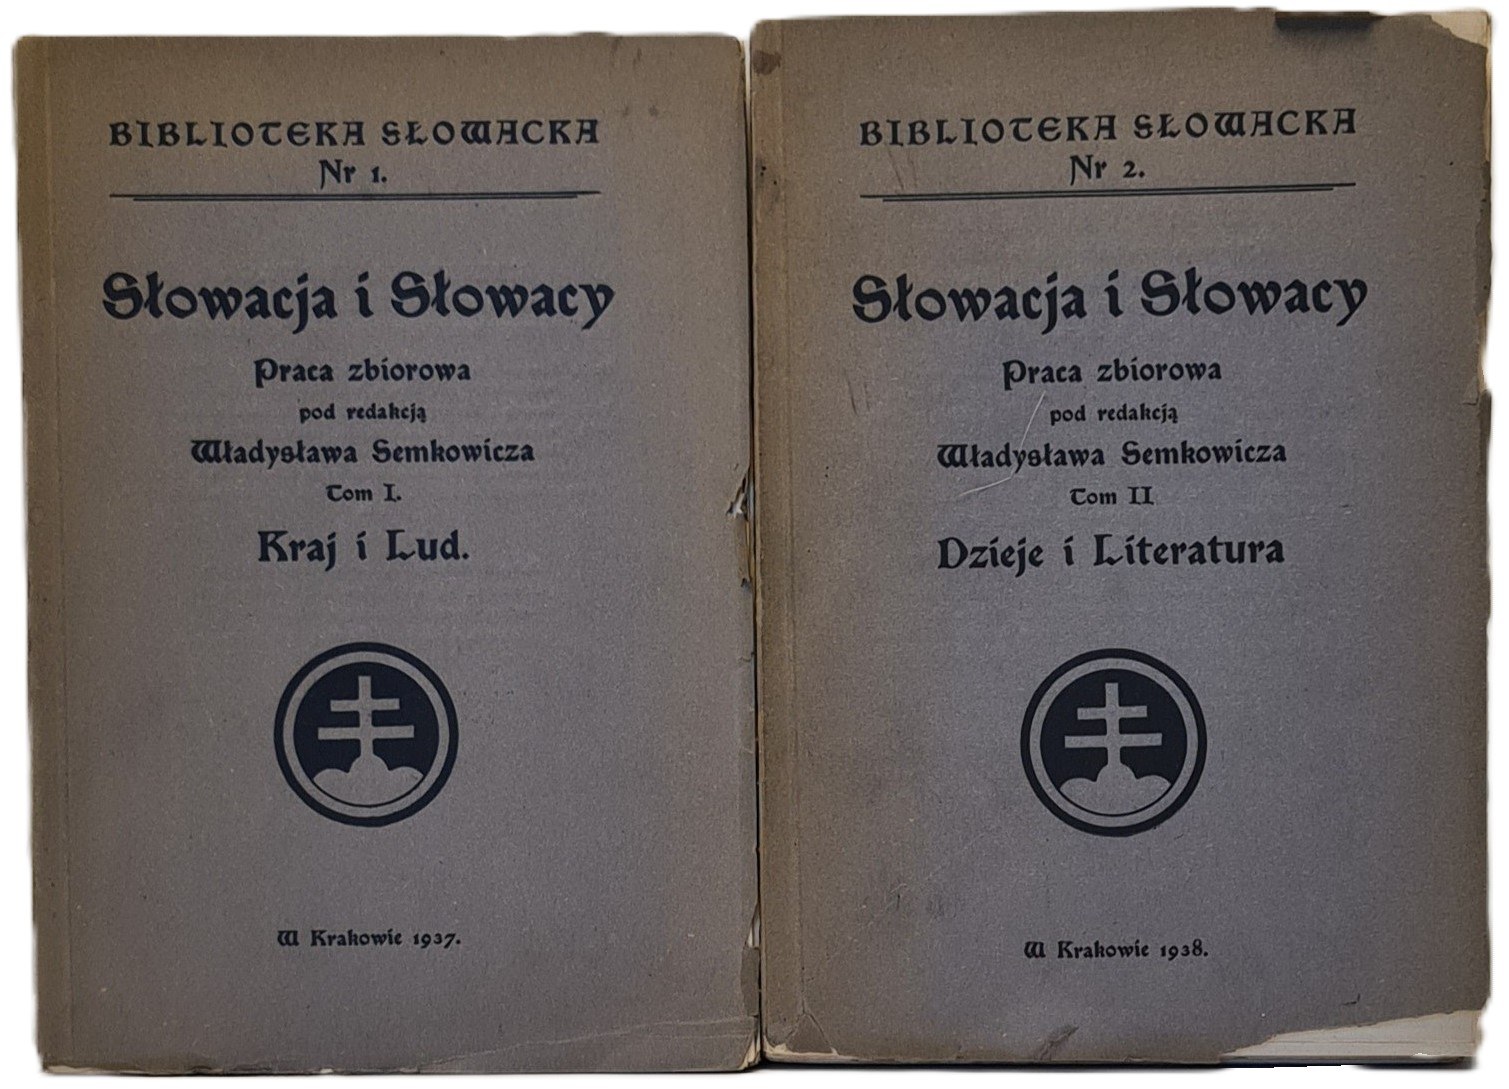 BIBLIOTEKA SŁOWACKA
Nr 1.
Słowacja i Słowacy
Praca zbiorowa
pod redakcją
Władysława Semkowicza
Tom I.
Kraj i Lud.
W Krakowie 1937.
BIBLIOTEKA SŁOWACKA
Nr 2.
Słowacja i Słowacy
Praca zbiorowa
pod redakcją
Władysława Semkowicza
Tom II
Dzieje i Literatura
W Krakowie 1938.